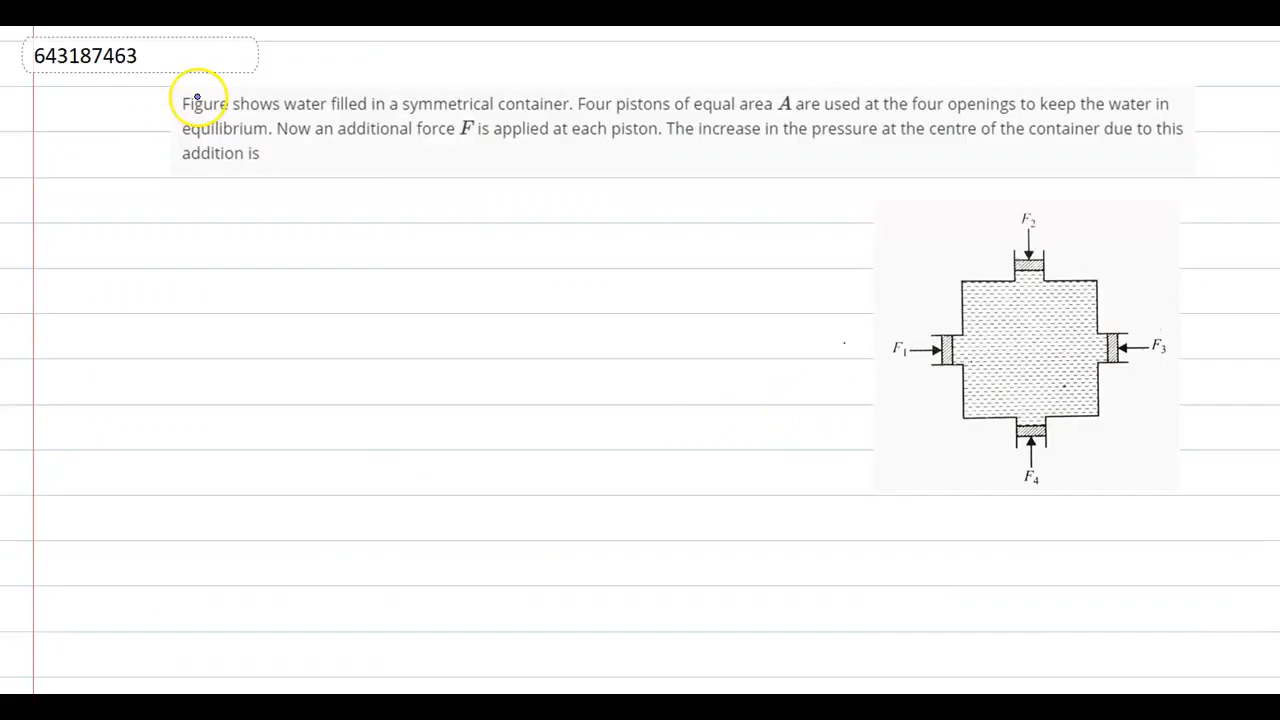 643187463
Figure shows water filled in a symmetrical container. Four pistons of equal area A are used at the four openings to keep the water in
equilibrium. Now an additional force F is applied at each piston. The increase in the pressure at the centre of the container due to this
addition is
F₂
F₁
F₃
F₄